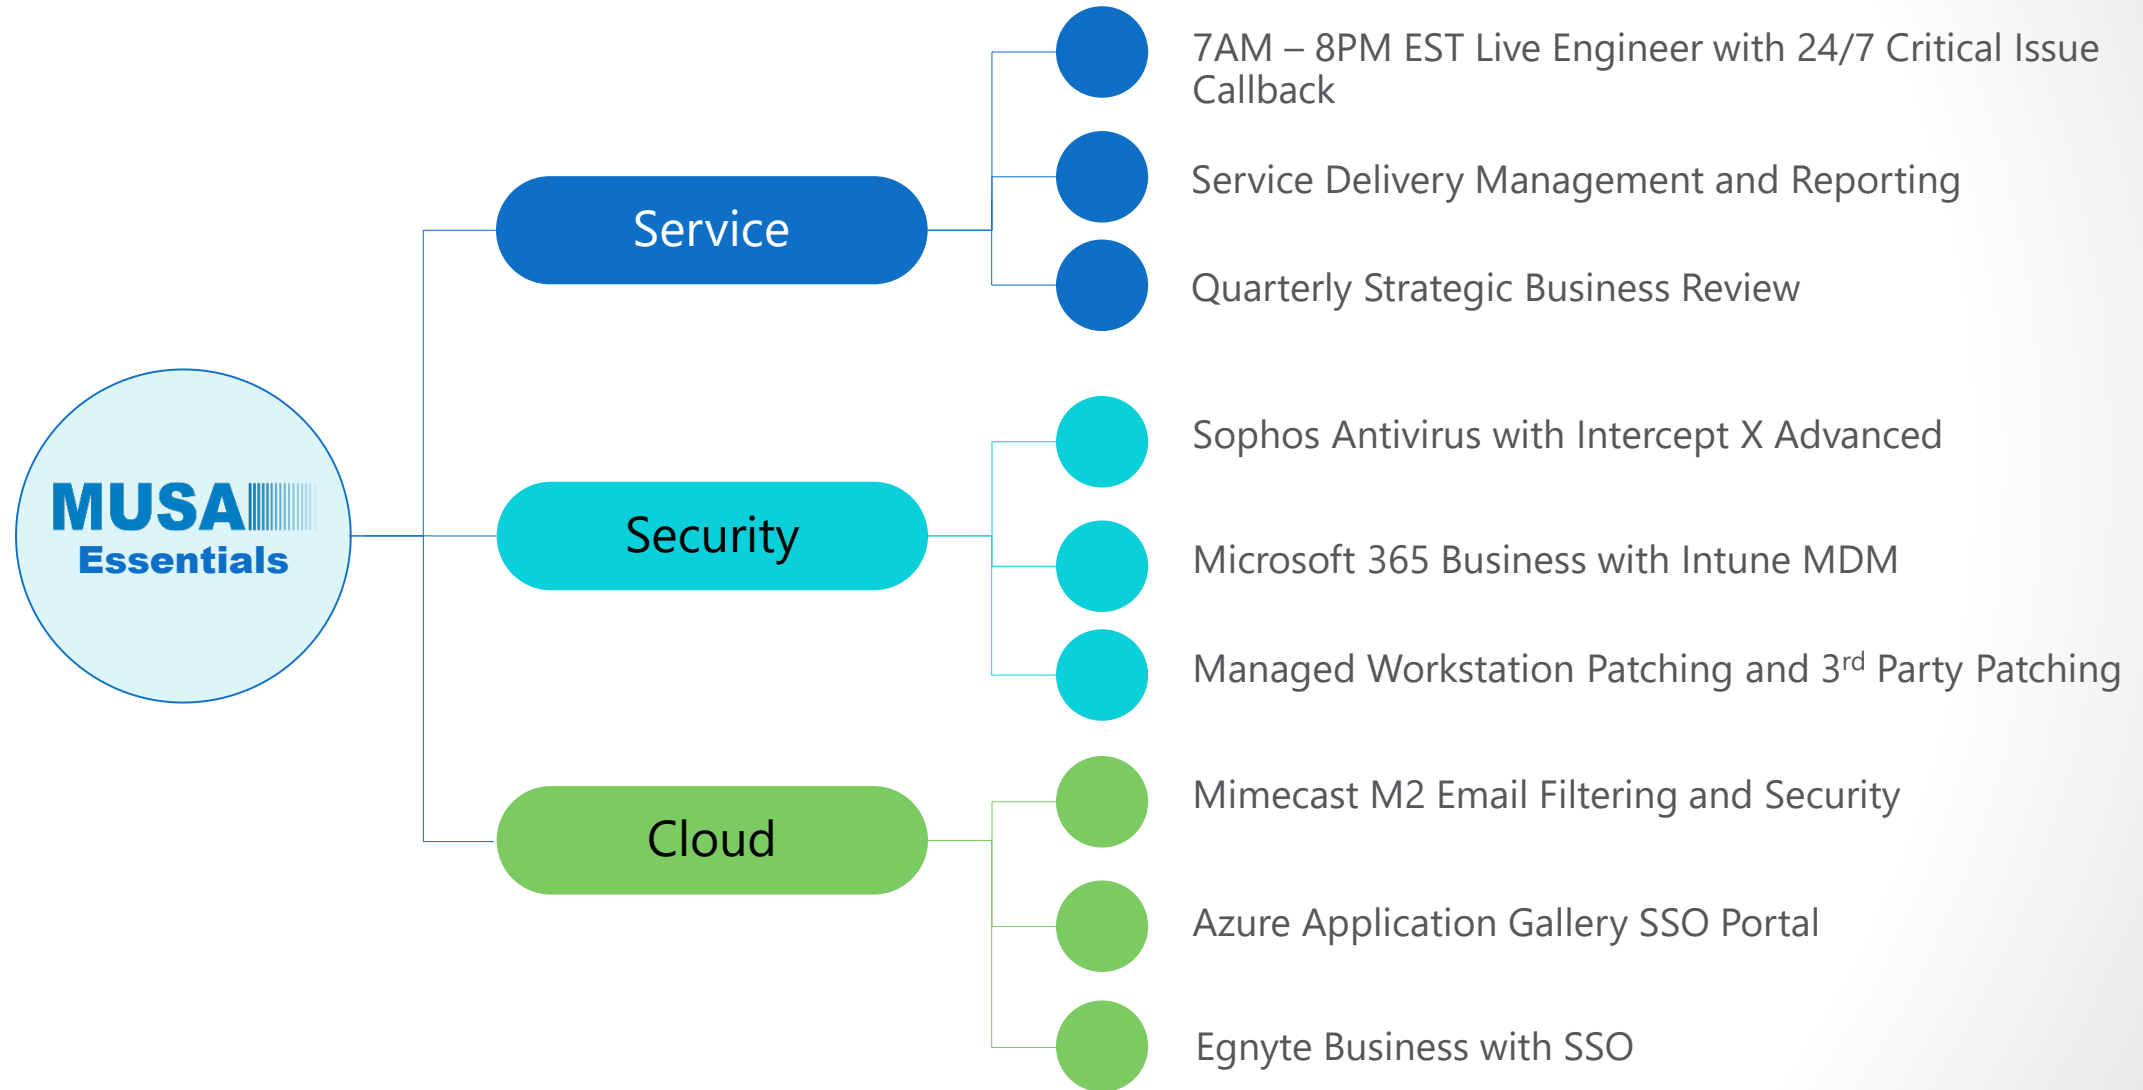 MUSA
Essentials
Service
7AM – 8PM EST Live Engineer with 24/7 Critical Issue
Callback
Service Delivery Management and Reporting
Quarterly Strategic Business Review
Security
Sophos Antivirus with Intercept X Advanced
Microsoft 365 Business with Intune MDM
Managed Workstation Patching and 3rd Party Patching
Cloud
Mimecast M2 Email Filtering and Security
Azure Application Gallery SSO Portal
Egnyte Business with SSO